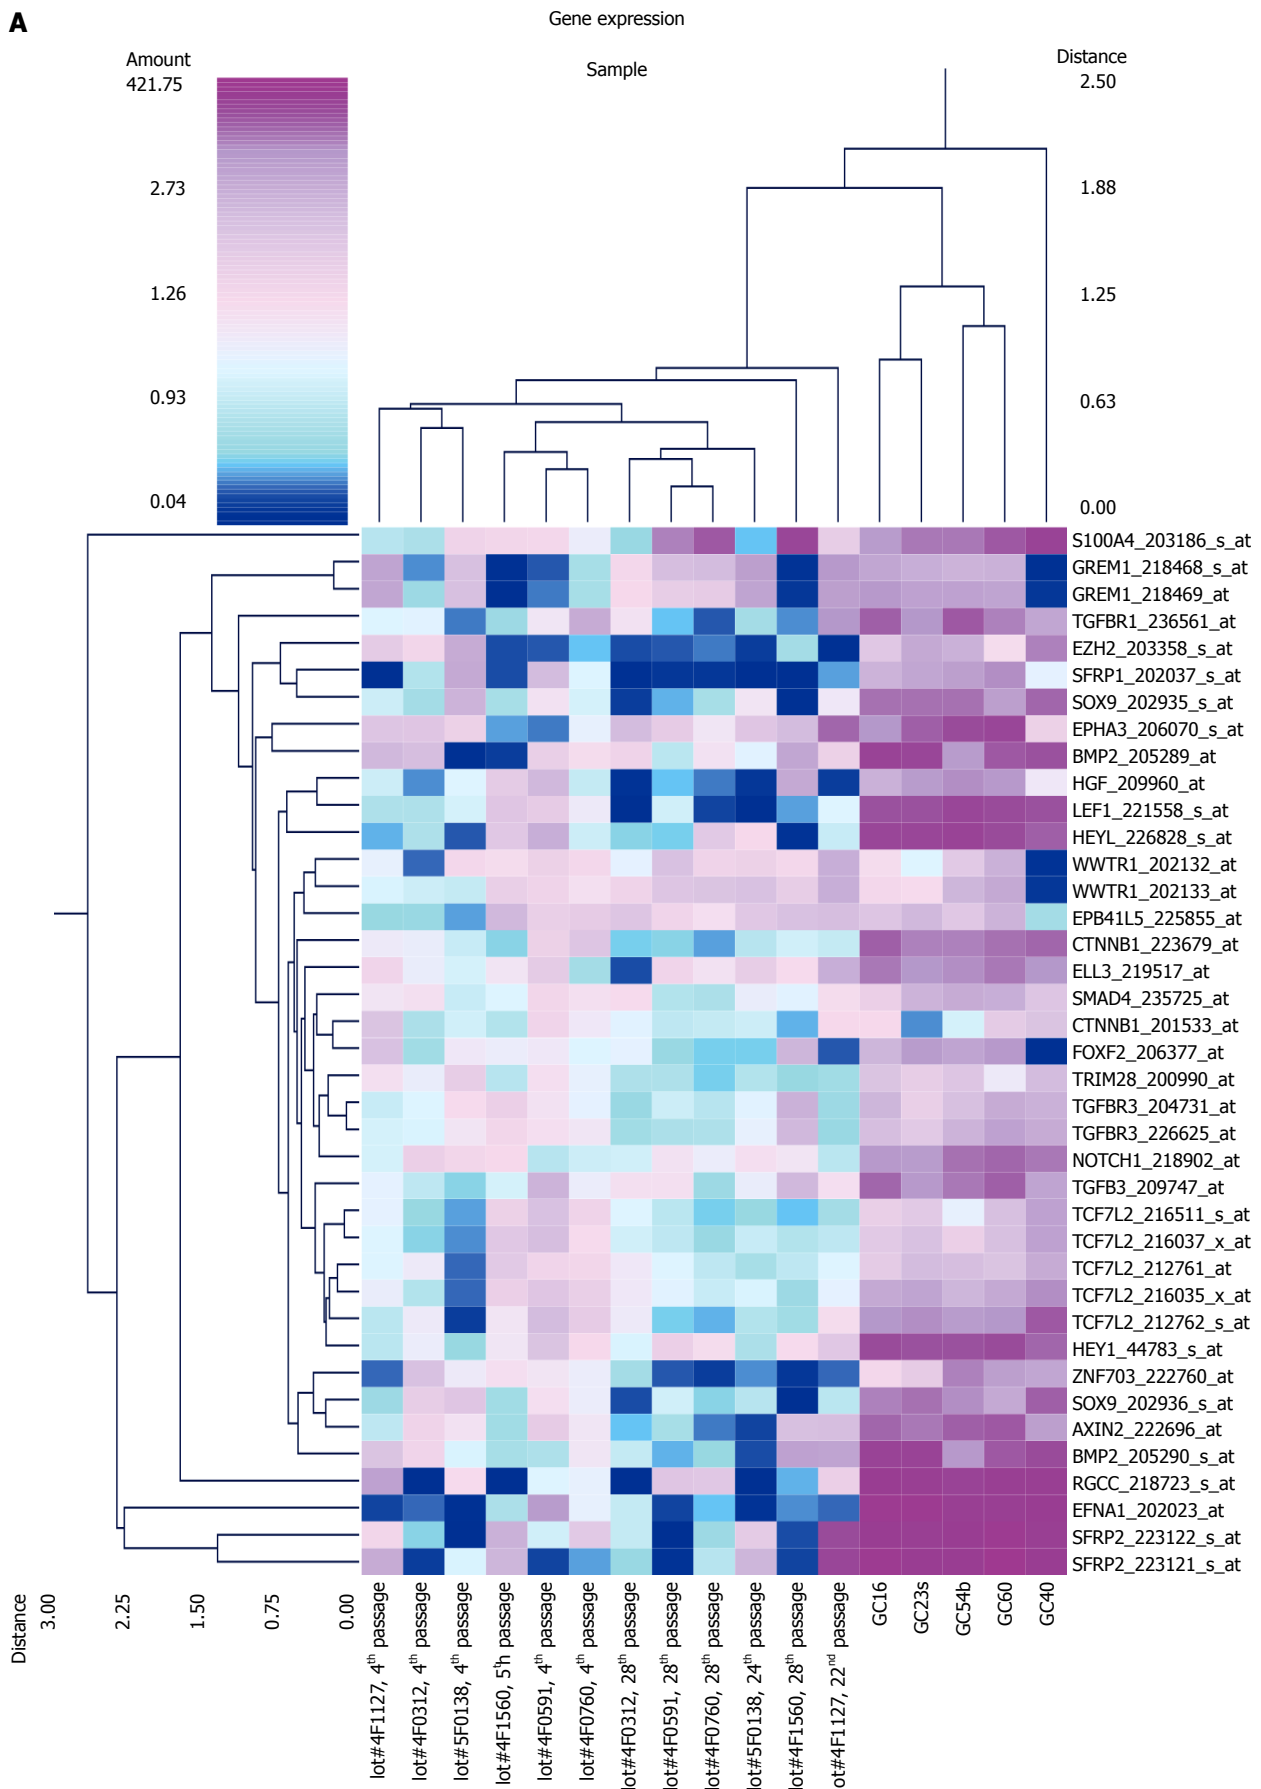 A
Gene expression
Sample
Amount
421.75
2.73
1.26
0.93
0.04
Distance
2.50
1.88
1.25
0.63
0.00
S100A4_203186_s_at
GREM1_218468_s_at
GREM1_218469_at
TGFBR1_236561_at
EZH2_203358_s_at
SFRP1_202037_s_at
SOX9_202935_s_at
EPHA3_206070_s_at
BMP2_205289_at
HGF_209960_at
LEF1_221558_s_at
HEYL_226828_s_at
WWTR1_202132_at
WWTR1_202133_at
EPB41L5_225855_at
CTNNB1_223679_at
ELL3_219517_at
SMAD4_235725_at
CTNNB1_201533_at
FOXF2_206377_at
TRIM28_200990_at
TGFBR3_204731_at
TGFBR3_226625_at
NOTCH1_218902_at
TGFB3_209747_at
TCF7L2_216511_s_at
TCF7L2_216037_x_at
TCF7L2_212761_at
TCF7L2_216035_x_at
TCF7L2_212762_s_at
HEY1_44783_s_at
ZNF703_222760_at
SOX9_202936_s_at
AXIN2_222696_at
BMP2_205290_s_at
RGCC_218723_s_at
EFNA1_202023_at
SFRP2_223122_s_at
SFRP2_223121_s_at
Distance
3.00
2.25
1.50
0.75
0.00
lot#4F1127, 4th passage
lot#4F0312, 4th passage
lot#5F0138, 4th passage
lot#4F1560, 5th passage
lot#4F0591, 4th passage
lot#4F0760, 4th passage
lot#4F0312, 28th passage
lot#4F0591, 28th passage
lot#4F0760, 28th passage
lot#5F0138, 24th passage
lot#4F1560, 28th passage
ot#4F1127, 22nd passage
GC16
GC23s
GC54b
GC60
GC40